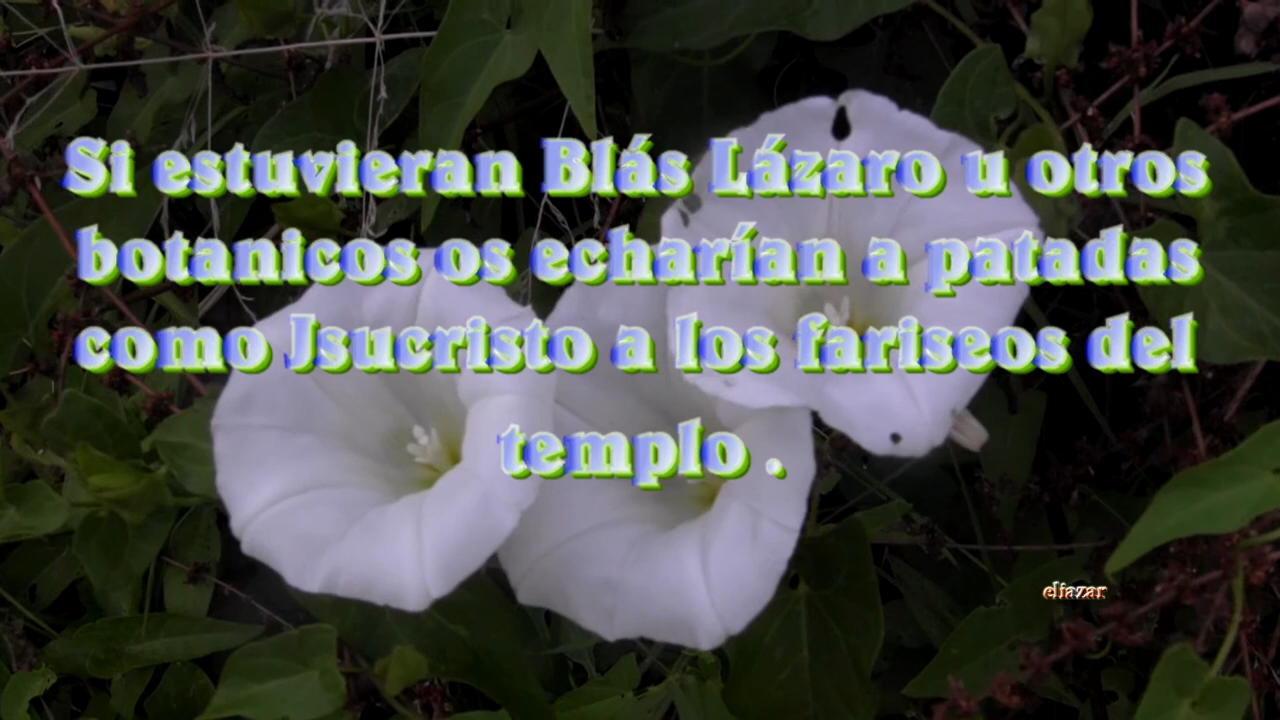 Si estuvieran Blás Lázaro u otros
botanicos os echarían a patadas
como Jsucristo a los fariseos del
templo .
eliazar